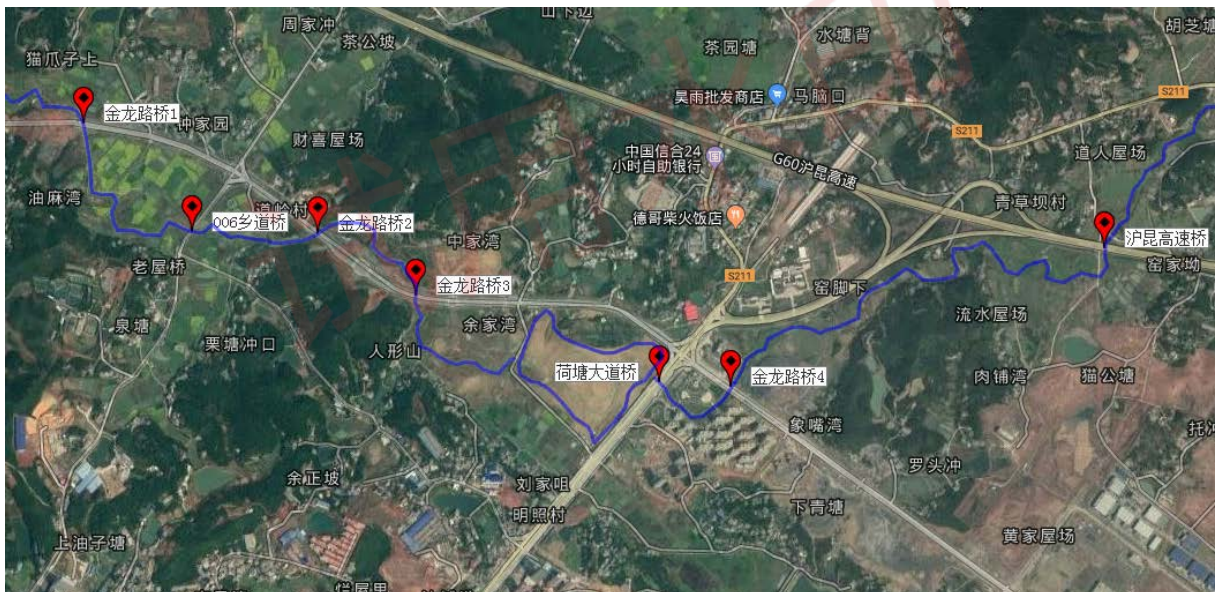 周家冲
山下边
胡芝塘
茶公坡
茶园塘
水塘背
猫爪子上
昊雨批发商店
马脑口
S211
金龙路桥1
钟家园
财喜屋场
中国信合24
小时自助银行
S211
G60沪昆高速
道人屋场
油麻湾
道岭村
006乡道桥
金龙路桥2
德哥柴火饭店
青草坝村
中家湾
沪昆高速桥
老屋桥
窑家坳
S211
金龙路桥3
窑脚下
泉塘
余家湾
流水屋场
栗塘冲口
人形山
荷塘大道桥
金龙路桥4
肉铺湾
猫公塘
象嘴湾
托冲
罗头冲
余正坡
刘家咀
下青塘
明照村
黄家屋场
上油子塘